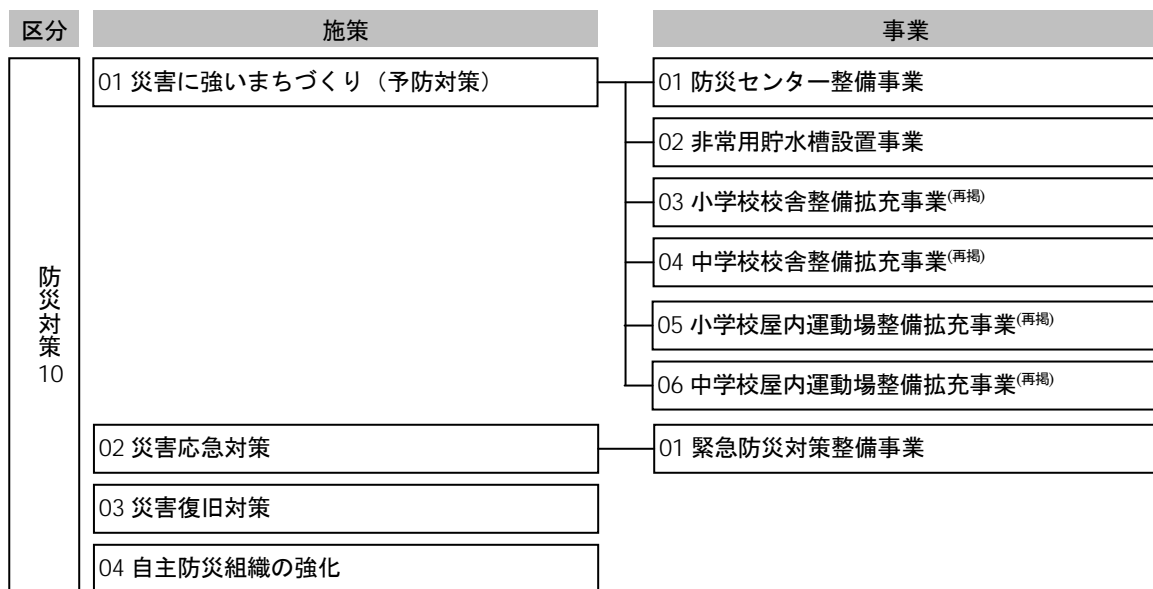 区分 施策 事業
01 災害に強いまちづくり（予防対策） 01 防災センター整備事業
02 非常用貯水槽設置事業
03 小学校校舎整備拡充事業(再掲)
04 中学校校舎整備拡充事業(再掲)
05 小学校屋内運動場整備拡充事業(再掲)
06 中学校屋内運動場整備拡充事業(再掲)
防災対策10
02 災害応急対策 01 緊急防災対策整備事業
03 災害復旧対策
04 自主防災組織の強化